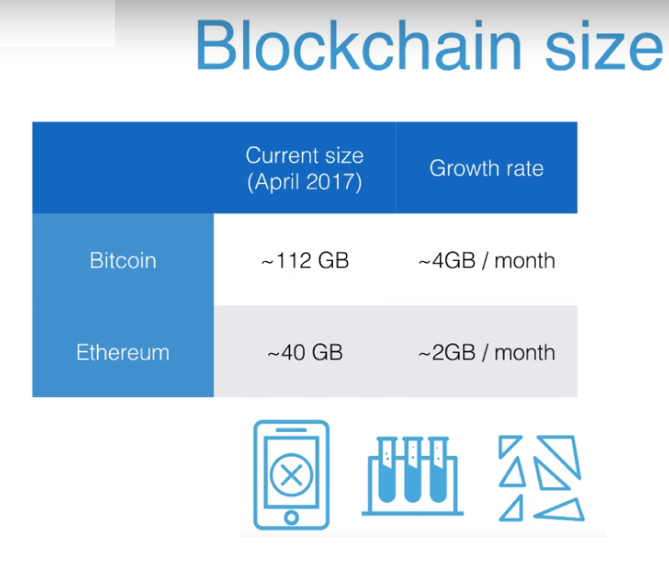 Blockchain size
Current size
(April 2017)
Growth rate
Bitcoin
~112 GB
~4GB / month
Ethereum
~40 GB
~2GB / month